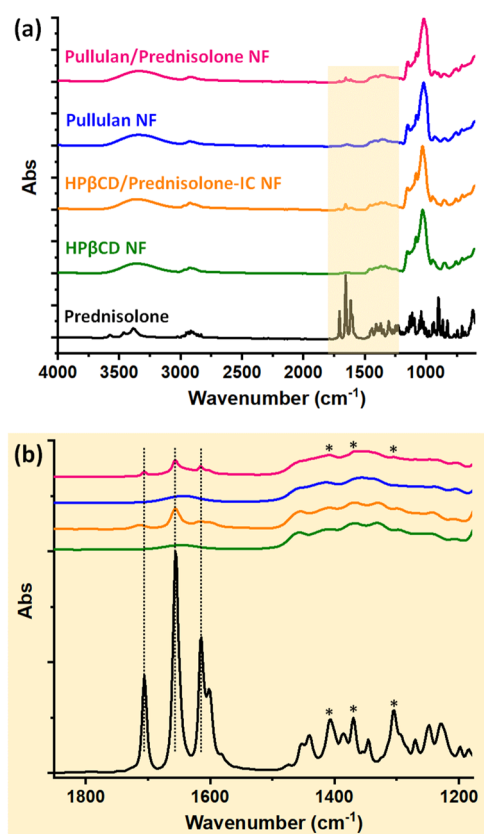 (a)
Pullulan/Prednisolone NF
Pullulan NF
HPβCD/Prednisolone-IC NF
HPβCD NF
Prednisolone
Abs
4000 3500 3000 2500 2000 1500 1000
Wavenumber (cm⁻¹)
(b)
* * *
* * *
Abs
1800 1600 1400 1200
Wavenumber (cm⁻¹)